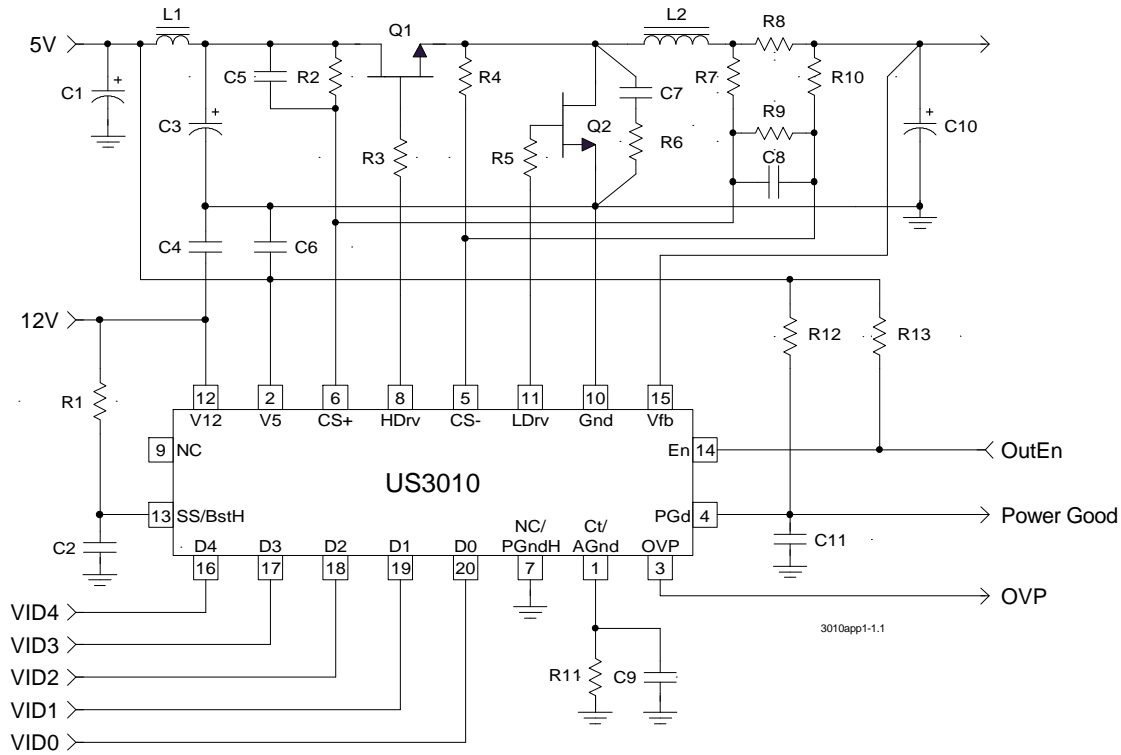 L1
Q1
L2
R8
5V
C5
R2
R4
R7
R10
C1
+
C3
+
C7
Q2
R9
C10
+
R3
R5
R6
C8
C4
C6
12V
R12
R13
R1
12
2
6
8
5
11
10
15
V12
V5
CS+
HDrv
CS-
LDrv
Gnd
Vfb
9
NC
En
14
OutEn
US3010
13
SS/BstH
NC/
PGndH
Ct/
AGnd
PGd
4
Power Good
C2
D4
D3
D2
D1
D0
OVP
C11
16
17
18
19
20
7
1
3
OVP
VID4
3010app1-1.1
VID3
VID2
R11
C9
VID1
VID0